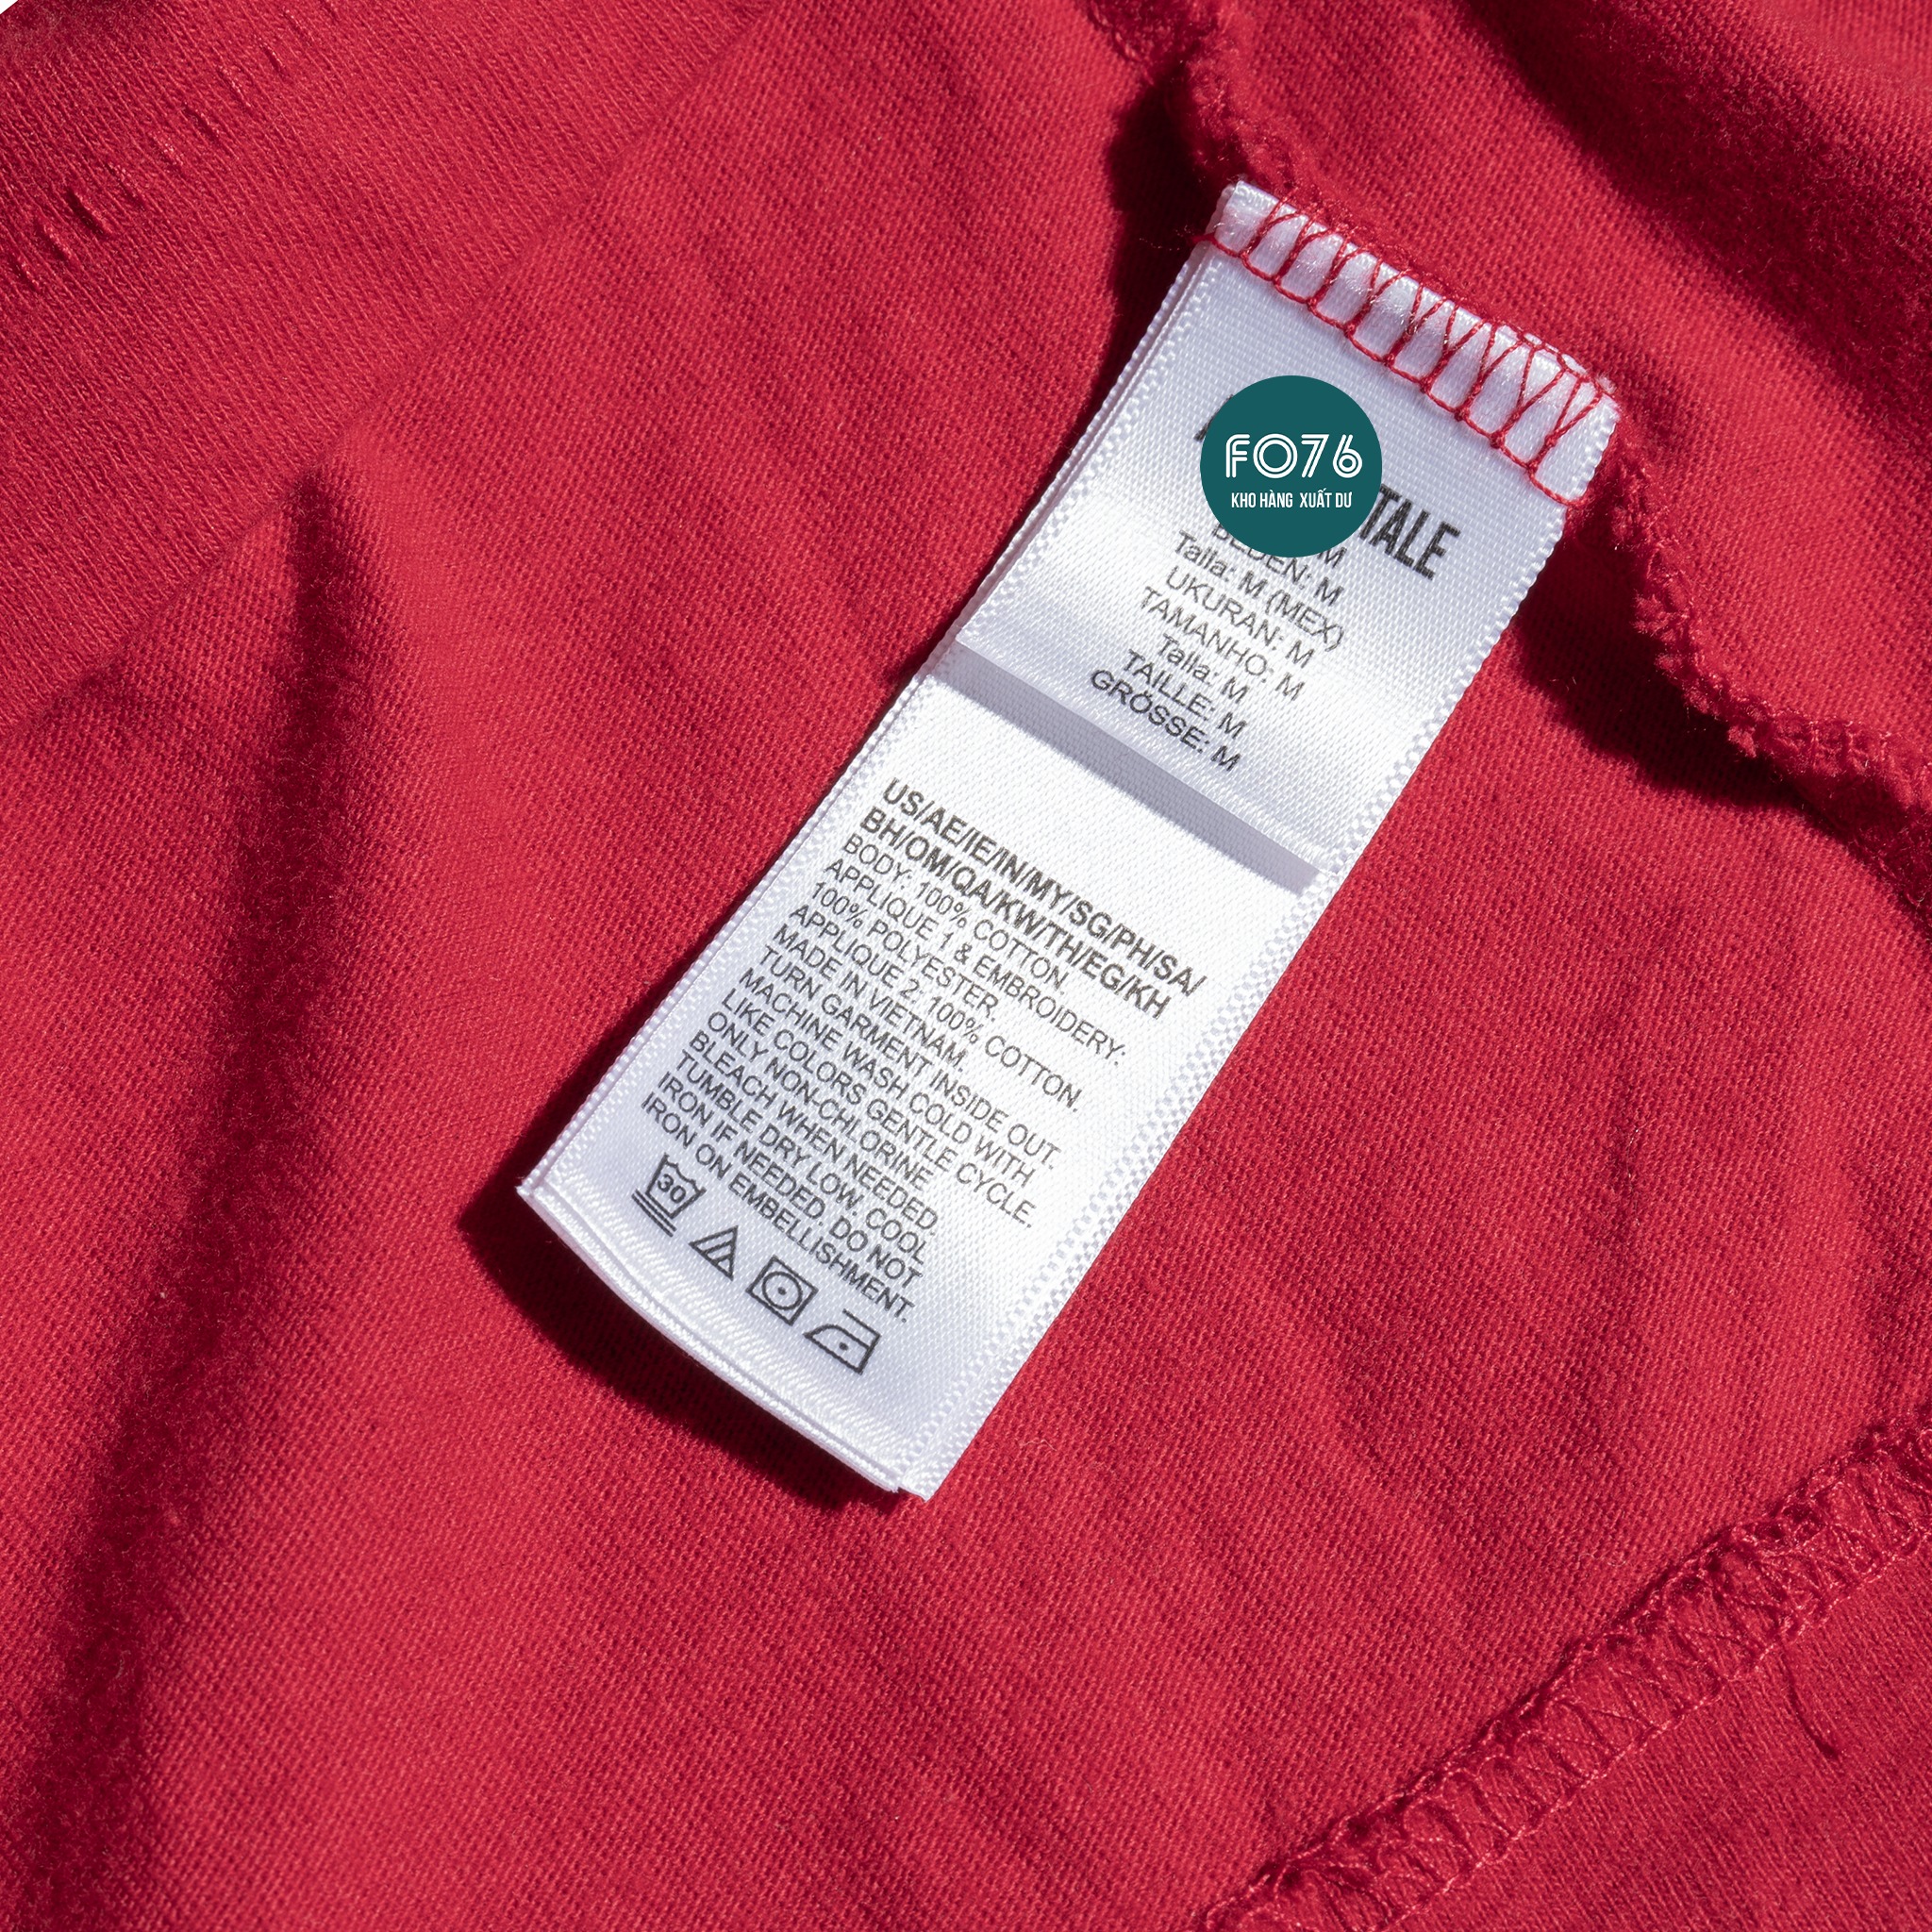 FO76
KHO HÀNG XUẤT DƯ
TALE
M
BEDEN: M
Talla: M (MEX)
UKURAN: M
TAMANHO: M
Talla: M
TAILLE: M
GRÖSSE: M
US/AE/IE/IN/MY/SG/PH/SA/
BH/OM/QA/KW/TH/EG/KH
BODY: 100% COTTON
APPLIQUE 1 & EMBROIDERY:
100% POLYESTER,
APPLIQUE 2: 100% COTTON.
MADE IN VIETNAM.
TURN GARMENT INSIDE OUT.
MACHINE WASH COLD WITH
LIKE COLORS GENTLE CYCLE.
ONLY NON-CHLORINE
BLEACH WHEN NEEDED.
TUMBLE DRY LOW. COOL
IRON IF NEEDED. DO NOT
IRON ON EMBELLISHMENT.
30